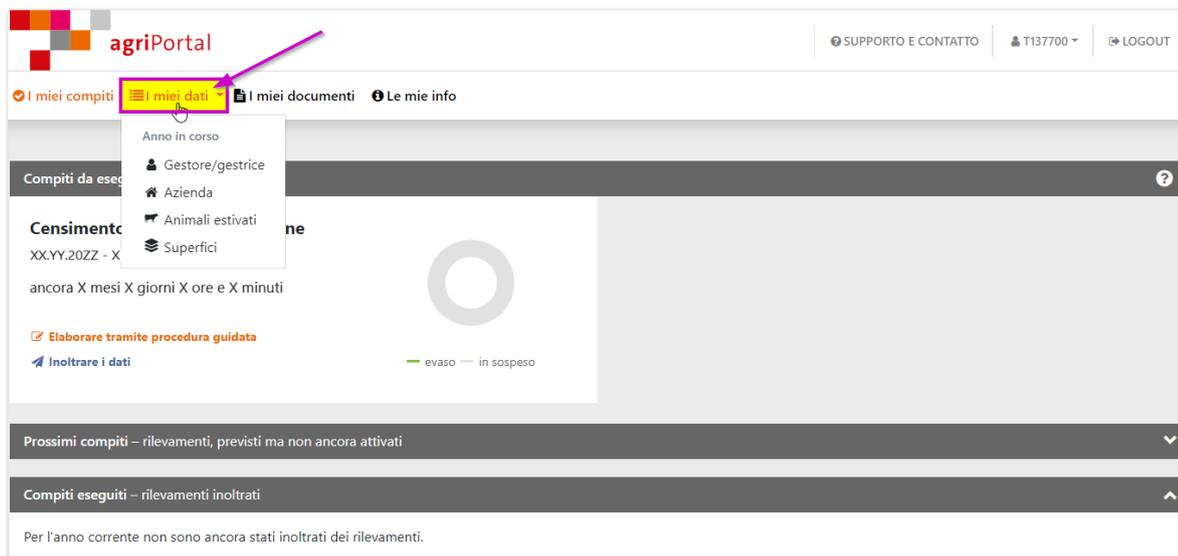 agriPortal
SUPPORTO E CONTATTO
T137700
LOGOUT
I miei compiti
I miei dati
I miei documenti
Le mie info
Anno in corso
Gestore/gestrice
Azienda
Animali estivati
Superfici
Compiti da
Censimento ne
XX.YY.20ZZ - X
ancora X mesi X giorni X ore e X minuti
Elaborare tramite procedura guidata
Inoltrare i dati
evaso
in sospeso
Prossimi compiti – rilevamenti, previsti ma non ancora attivati
Compiti eseguiti – rilevamenti inoltrati
Per l'anno corrente non sono ancora stati inoltrati dei rilevamenti.